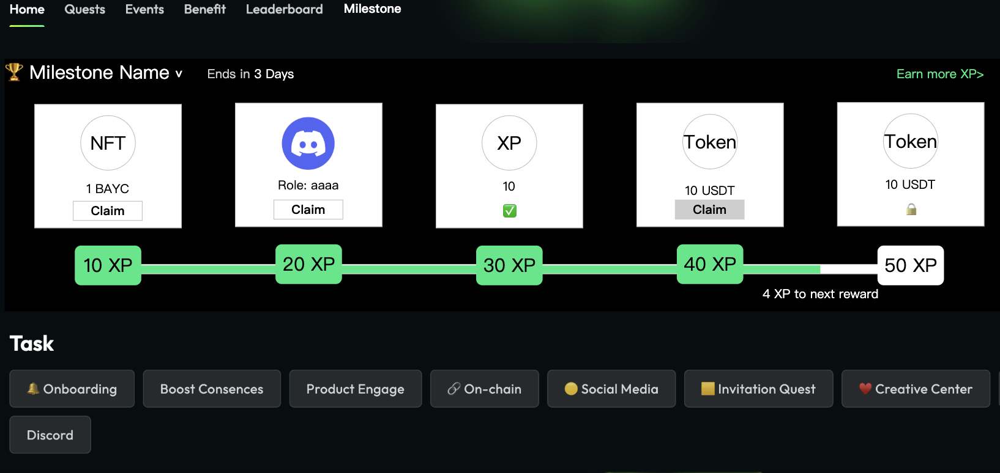 Home Quests Events Benefit Leaderboard Milestone
🏆 Milestone Name v Ends in 3 Days Earn more XP>
NFT
1 BAYC
Claim
Role: aaaa
Claim
XP
10
✅
Token
10 USDT
Claim
Token
10 USDT
🔒
10 XP 20 XP 30 XP 40 XP 50 XP
4 XP to next reward
Task
🔔 Onboarding Boost Consences Product Engage 🔗 On-chain 🟡 Social Media 🟨 Invitation Quest ♥️ Creative Center
Discord